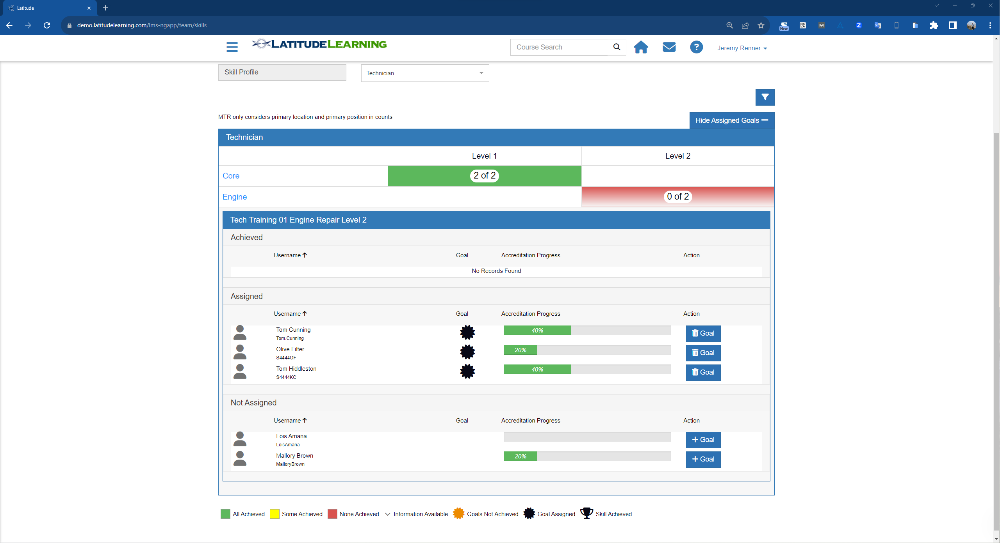 Latitude
demo.latitudelearning.com/lms-ngapp/team/skills
New
M
Z
LATITUDELEARNING
Course Search
?
Jeremy Renner
Skill Profile
Technician
MTR only considers primary location and primary position in counts
Hide Assigned Goals
Technician
Level 1
Level 2
Core
2 of 2
Engine
0 of 2
Tech Training 01 Engine Repair Level 2
Achieved
Username Goal Accreditation Progress Action
No Records Found
Assigned
Username Goal Accreditation Progress Action
Tom Cunning 40% Goal
Tom.Cunning
Olive Filter 20% Goal
S4444OF
Tom Hiddleston 40% Goal
S4444KC
Not Assigned
Username Goal Accreditation Progress Action
Lois Amana Goal
LoisAmana
Mallory Brown 20% Goal
MalloryBrown
All Achieved Some Achieved None Achieved Information Available Goals Not Achieved Goal Assigned Skill Achieved